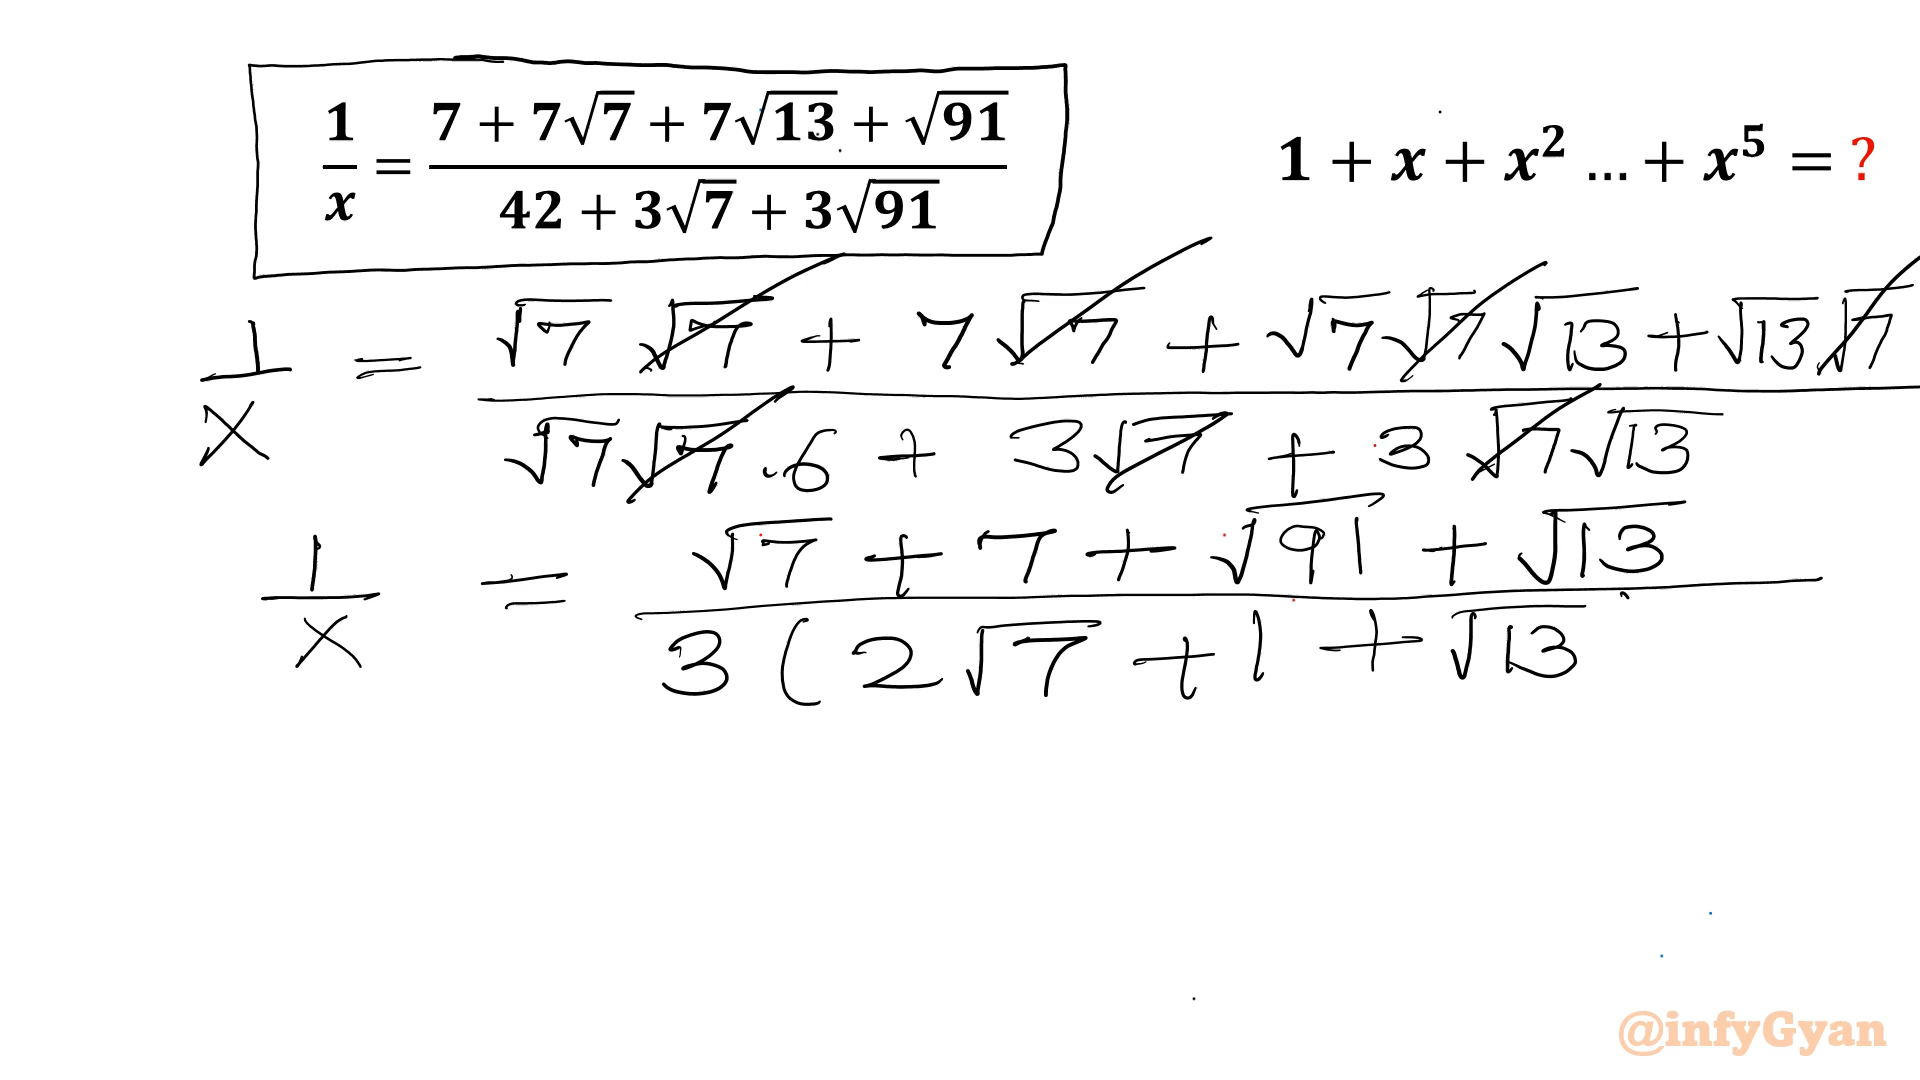 1/x = (7 + 7√7 + 7√13 + √91)/(42 + 3√7 + 3√91)
1 + x + x² ... + x⁵ = ?
1/x = (√7 √7 + 7√7 + √7√7√13 + √13√7)/(√7√7 .6 + 3√7 + 3√7√13)
1/x = (√7 + 7 + √91 + √13)/(3(2√7 + 1 + √13
@infyGyan